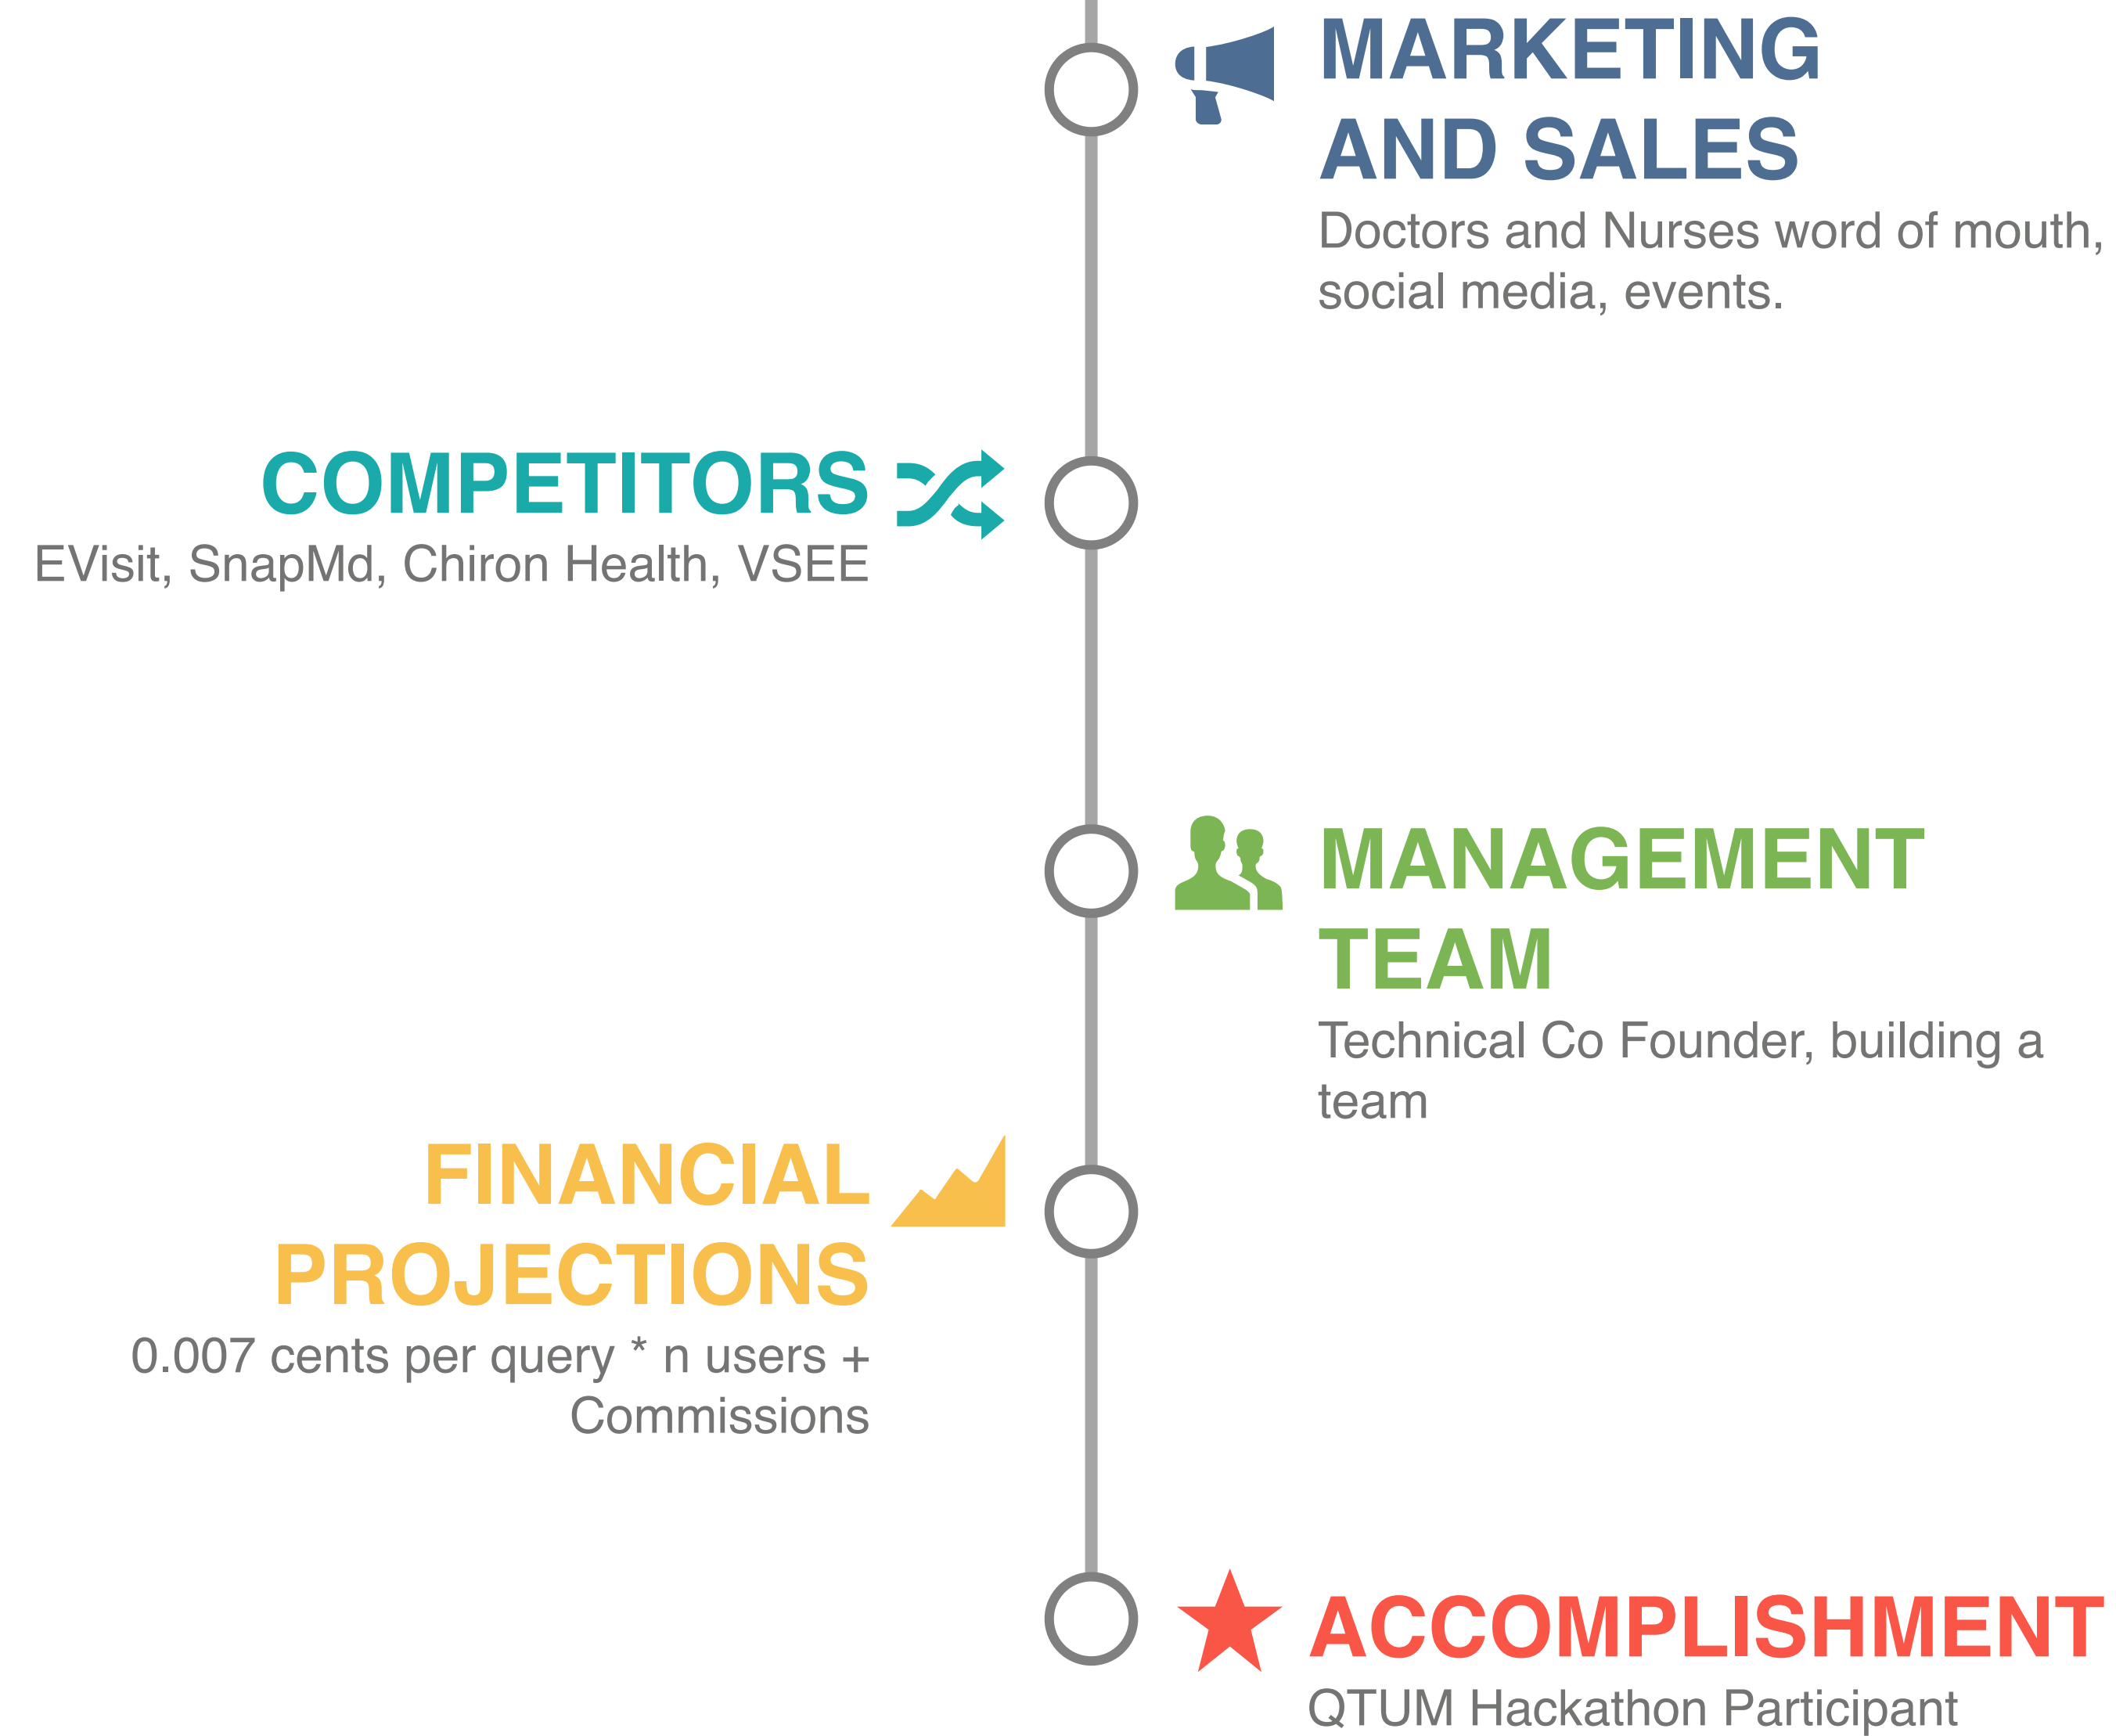 MARKETING
AND SALES
Doctors and Nurses word of mouth,
social media, events.
COMPETITORS
EVisit, SnapMd, Chiron Health, VSEE
MANAGEMENT
TEAM
Technical Co Founder, building a
team
FINANCIAL
PROJECTIONS
0.007 cents per query * n users +
Commissions
ACCOMPLISHMENT
QTUM Hackathon Participant